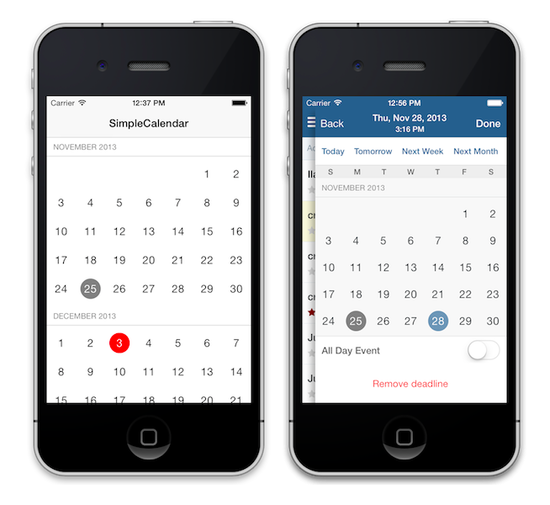 Carrier 12:37 PM
SimpleCalendar
NOVEMBER 2013
1 2
3 4 5 6 7 8 9
10 11 12 13 14 15 16
17 18 19 20 21 22 23
24 25 26 27 28 29 30
DECEMBER 2013
1 2 3 4 5 6 7
8 9 10 11 12 13 14
15 16 17 18 19 20 21
Carrier 12:56 PM
Back Thu, Nov 28, 2013 Done
3:16 PM
Today Tomorrow Next Week Next Month
S M T W T F S
NOVEMBER 2013
1 2
3 4 5 6 7 8 9
10 11 12 13 14 15 16
17 18 19 20 21 22 23
24 25 26 27 28 29 30
All Day Event
Remove deadline